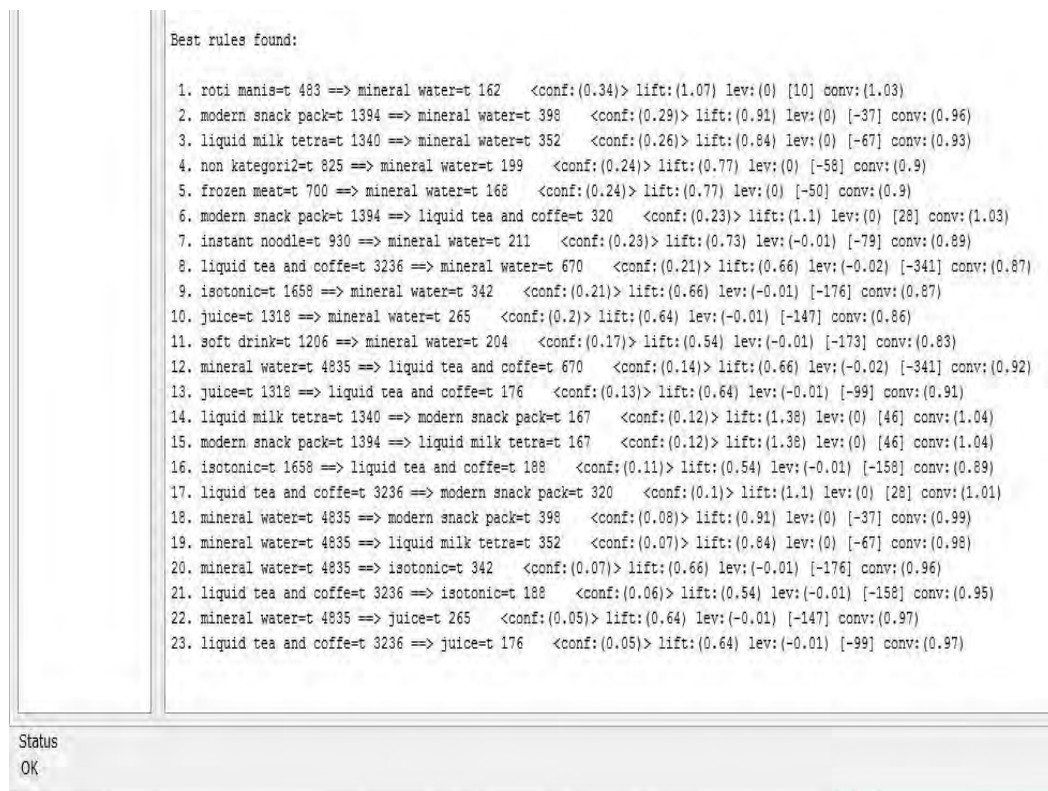 Best rules found:
1. roti manis=t 483 ==> mineral water=t 162 <conf:(0.34)> lift:(1.07) lev:(0) [10] conv:(1.03)
2. modern snack pack=t 1394 ==> mineral water=t 398 <conf:(0.29)> lift:(0.91) lev:(0) [-37] conv:(0.96)
3. liquid milk tetra=t 1340 ==> mineral water=t 352 <conf:(0.26)> lift:(0.84) lev:(0) [-67] conv:(0.93)
4. non kategori2=t 825 ==> mineral water=t 199 <conf:(0.24)> lift:(0.77) lev:(0) [-58] conv:(0.9)
5. frozen meat=t 700 ==> mineral water=t 168 <conf:(0.24)> lift:(0.77) lev:(0) [-50] conv:(0.9)
6. modern snack pack=t 1394 ==> liquid tea and coffe=t 320 <conf:(0.23)> lift:(1.1) lev:(0) [28] conv:(1.03)
7. instant noodle=t 930 ==> mineral water=t 211 <conf:(0.23)> lift:(0.73) lev:(-0.01) [-79] conv:(0.89)
8. liquid tea and coffe=t 3236 ==> mineral water=t 670 <conf:(0.21)> lift:(0.66) lev:(-0.02) [-341] conv:(0.87)
9. isotonic=t 1658 ==> mineral water=t 342 <conf:(0.21)> lift:(0.66) lev:(-0.01) [-176] conv:(0.87)
10. juice=t 1318 ==> mineral water=t 265 <conf:(0.2)> lift:(0.64) lev:(-0.01) [-147] conv:(0.86)
11. soft drink=t 1206 ==> mineral water=t 204 <conf:(0.17)> lift:(0.54) lev:(-0.01) [-173] conv:(0.83)
12. mineral water=t 4835 ==> liquid tea and coffe=t 670 <conf:(0.14)> lift:(0.66) lev:(-0.02) [-341] conv:(0.92)
13. juice=t 1318 ==> liquid tea and coffe=t 176 <conf:(0.13)> lift:(0.64) lev:(-0.01) [-99] conv:(0.91)
14. liquid milk tetra=t 1340 ==> modern snack pack=t 167 <conf:(0.12)> lift:(1.38) lev:(0) [46] conv:(1.04)
15. modern snack pack=t 1394 ==> liquid milk tetra=t 167 <conf:(0.12)> lift:(1.38) lev:(0) [46] conv:(1.04)
16. isotonic=t 1658 ==> liquid tea and coffe=t 188 <conf:(0.11)> lift:(0.54) lev:(-0.01) [-158] conv:(0.89)
17. liquid tea and coffe=t 3236 ==> modern snack pack=t 320 <conf:(0.1)> lift:(1.1) lev:(0) [28] conv:(1.01)
18. mineral water=t 4835 ==> modern snack pack=t 398 <conf:(0.08)> lift:(0.91) lev:(0) [-37] conv:(0.99)
19. mineral water=t 4835 ==> liquid milk tetra=t 352 <conf:(0.07)> lift:(0.84) lev:(0) [-67] conv:(0.98)
20. mineral water=t 4835 ==> isotonic=t 342 <conf:(0.07)> lift:(0.66) lev:(-0.01) [-176] conv:(0.96)
21. liquid tea and coffe=t 3236 ==> isotonic=t 188 <conf:(0.06)> lift:(0.54) lev:(-0.01) [-158] conv:(0.95)
22. mineral water=t 4835 ==> juice=t 265 <conf:(0.05)> lift:(0.64) lev:(-0.01) [-147] conv:(0.97)
23. liquid tea and coffe=t 3236 ==> juice=t 176 <conf:(0.05)> lift:(0.64) lev:(-0.01) [-99] conv:(0.97)
Status
OK